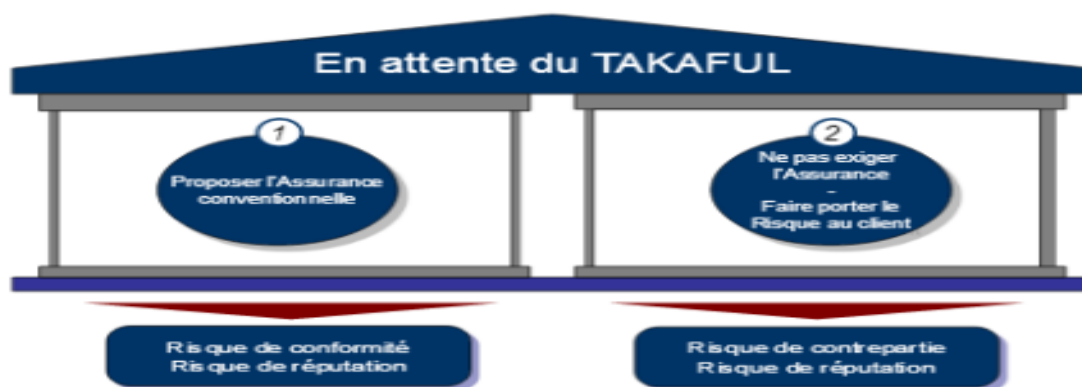 En attente du TAKAFUL
1
Proposer l'Assurance
conventionnelle
2
Ne pas exiger
l'Assurance
-
Faire porter le
Risque au client
Risque de conformité
Risque de réputation
Risque de contrepartie
Risque de réputation